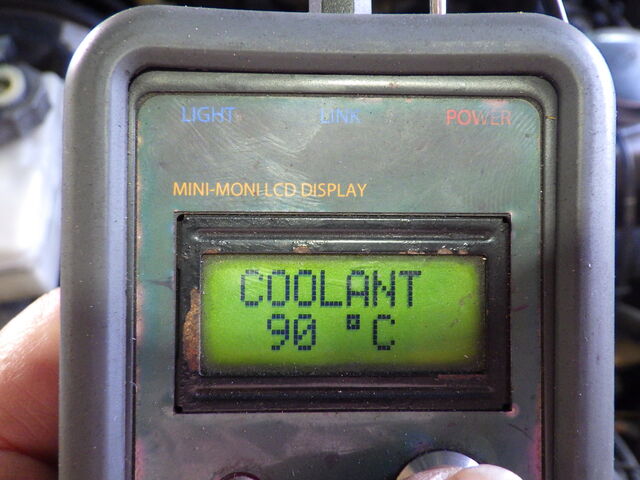 LIGHT LINK POWER
MINI-MONI LCD DISPLAY
COOLANT
90 °C